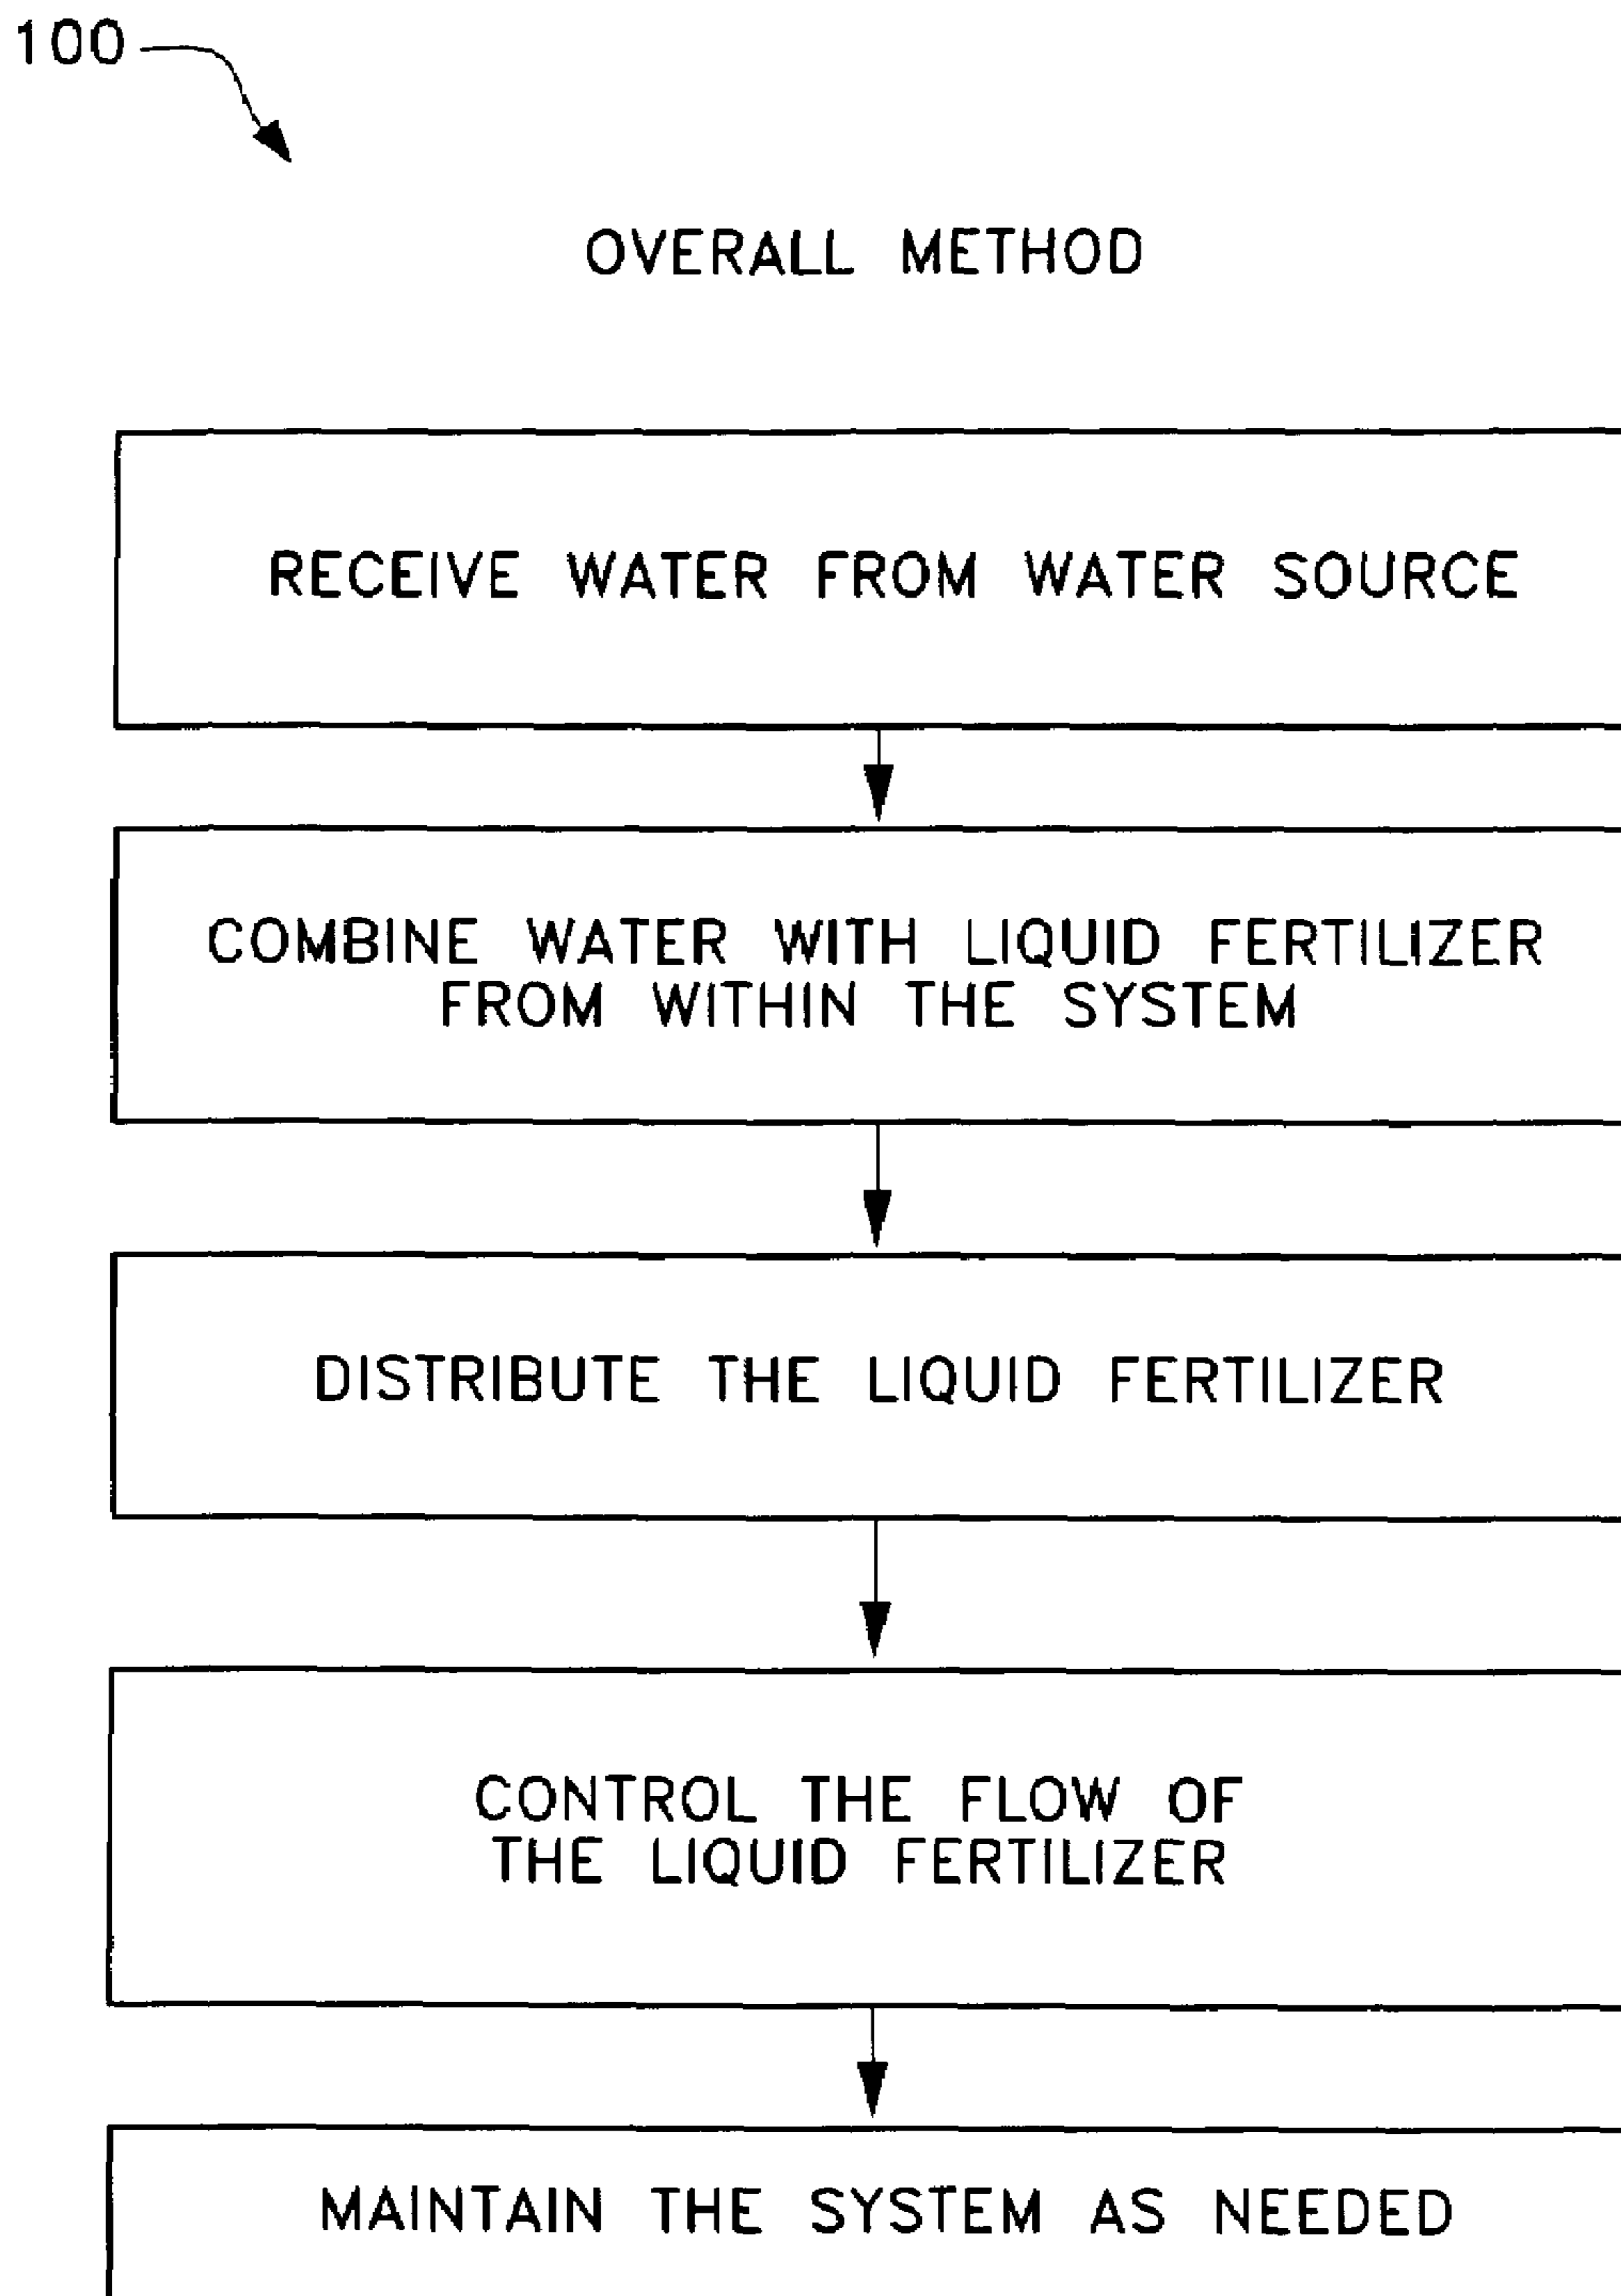 100
OVERALL METHOD
RECEIVE WATER FROM WATER SOURCE
COMBINE WATER WITH LIQUID FERTILIZER
FROM WITHIN THE SYSTEM
DISTRIBUTE THE LIQUID FERTILIZER
CONTROL THE FLOW OF
THE LIQUID FERTILIZER
MAINTAIN THE SYSTEM AS NEEDED